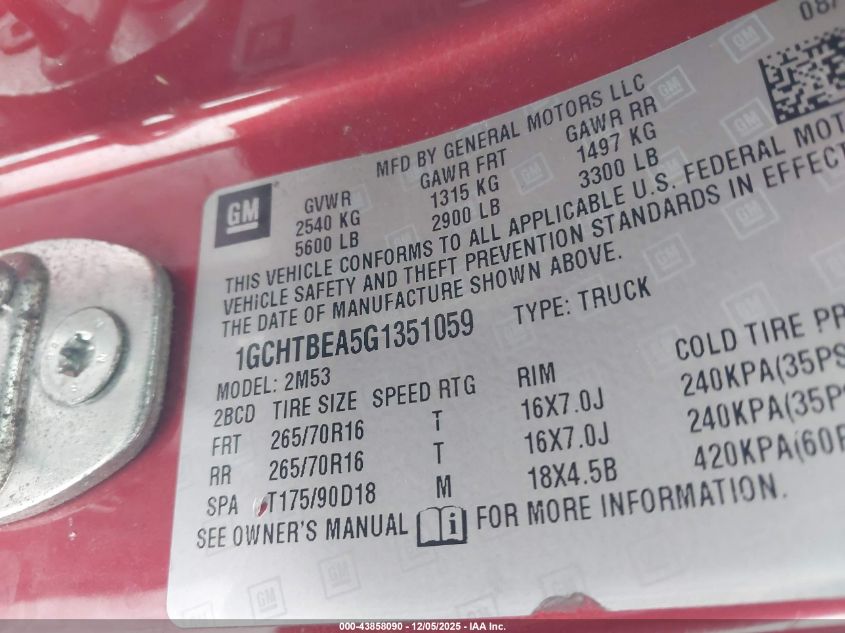 08/
MFD BY GENERAL MOTORS LLC
GM
GVWR GAWR FRT GAWR RR
2540 KG 1315 KG 1497 KG
5600 LB 2900 LB 3300 LB
THIS VEHICLE CONFORMS TO ALL APPLICABLE U.S. FEDERAL MOT
VEHICLE SAFETY AND THEFT PREVENTION STANDARDS IN EFFECT
THE DATE OF MANUFACTURE SHOWN ABOVE.
1GCHTBEA5G1351059 TYPE: TRUCK
MODEL: 2M53
2BCD TIRE SIZE SPEED RTG RIM COLD TIRE PR
FRT 265/70R16 T 16X7.0J 240KPA(35PS
RR 265/70R16 T 16X7.0J 240KPA(35PS
SPA T175/90D18 M 18X4.5B 420KPA(60P
SEE OWNER'S MANUAL i FOR MORE INFORMATION.
000-43858090 - 12/05/2025 - IAA Inc.